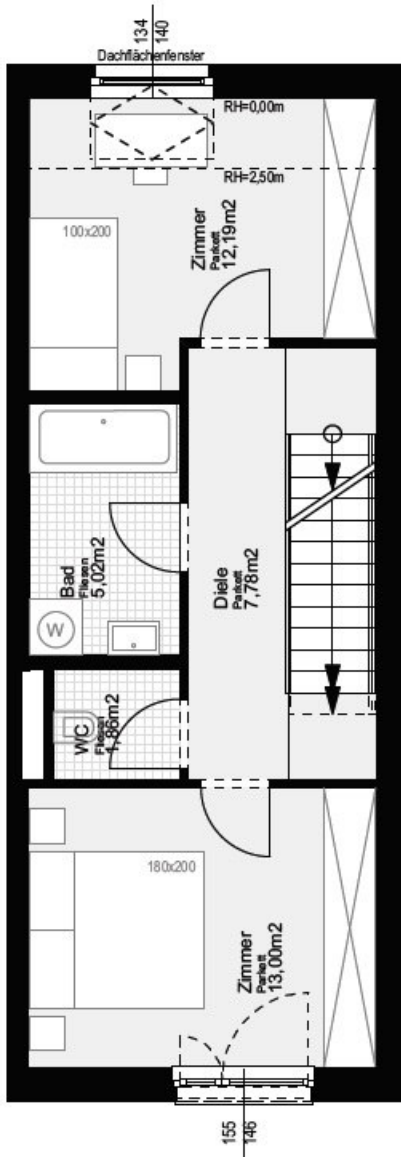 134
140
Dachflächenfenster
RH=0,00m
RH=2,50m
100x200
Zimmer
Parkett
12,19m2
Bad
Fliesen
5,02m2
W
Diele
Parkett
7,78m2
WC
Fliesen
1,86m2
180x200
Zimmer
Parkett
13,00m2
155
146